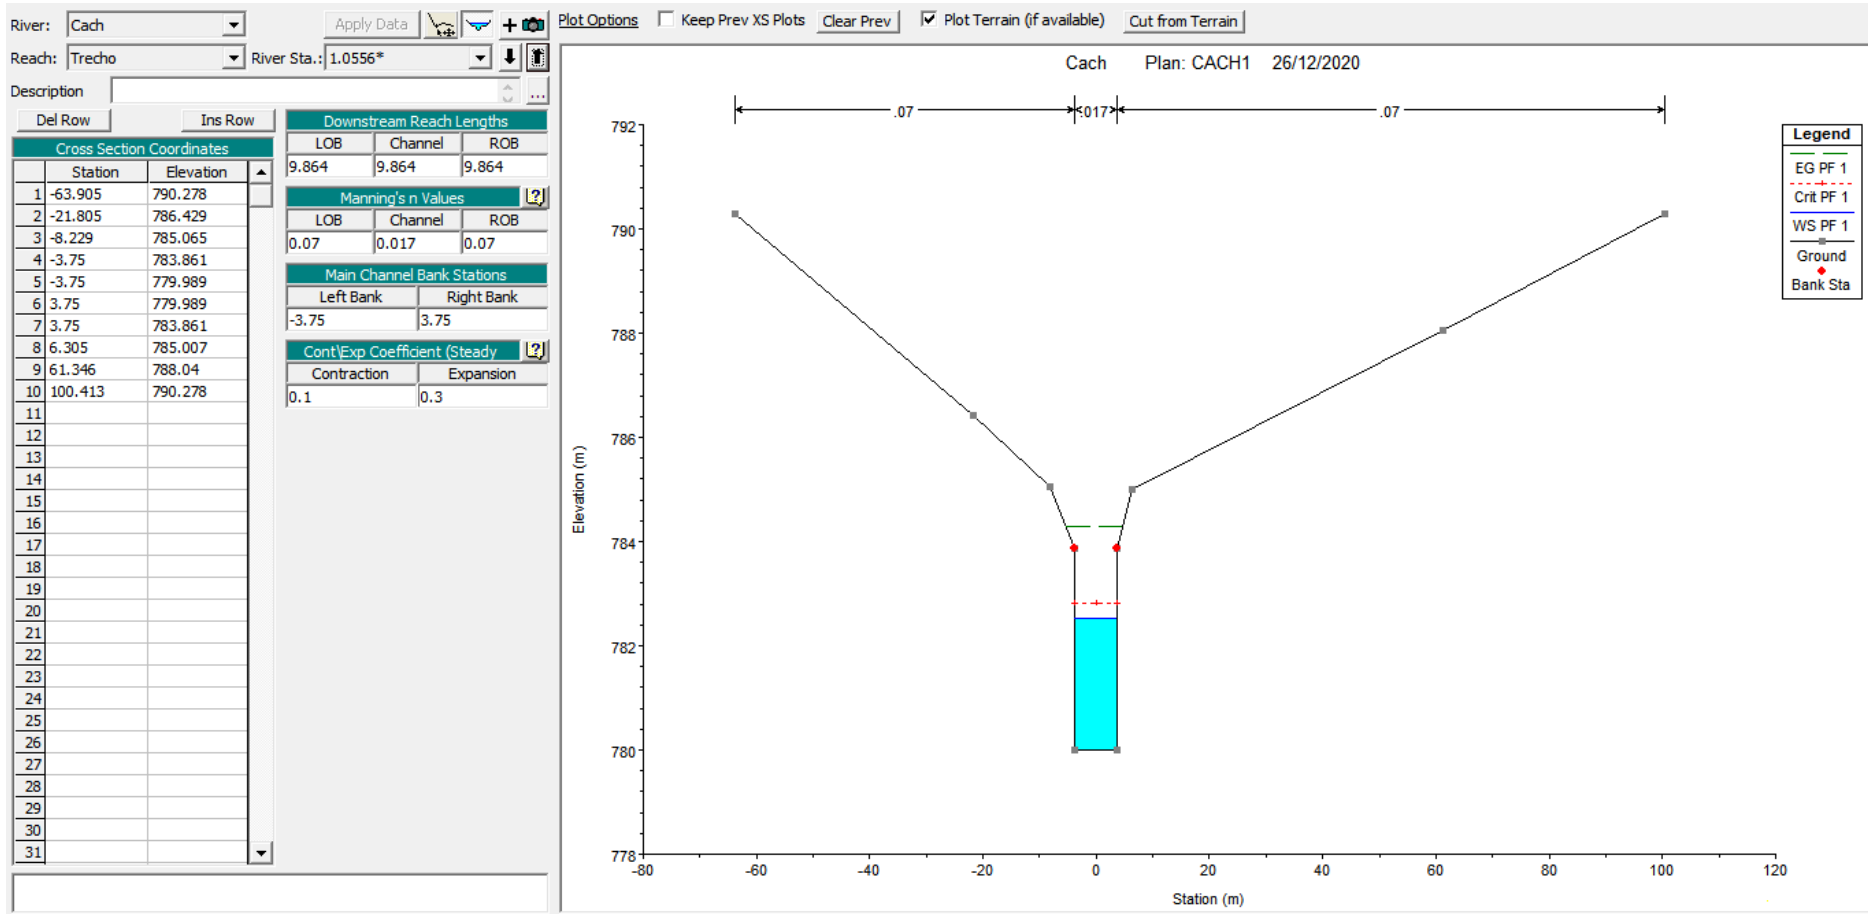 River: Cach Apply Data
Reach: Trecho River Sta.: 1.0556*
Description ...
Del Row Ins Row
Cross Section Coordinates
Station Elevation
1 -63.905 790.278
2 -21.805 786.429
3 -8.229 785.065
4 -3.75 783.861
5 -3.75 779.989
6 3.75 779.989
7 3.75 783.861
8 6.305 785.007
9 61.346 788.04
10 100.413 790.278
11
12
13
14
15
16
17
18
19
20
21
22
23
24
25
26
27
28
29
30
31
Downstream Reach Lengths
LOB Channel ROB
9.864 9.864 9.864
Manning's n Values ?
LOB Channel ROB
0.07 0.017 0.07
Main Channel Bank Stations
Left Bank Right Bank
-3.75 3.75
Cont\Exp Coefficient (Steady ?
Contraction Expansion
0.1 0.3
Plot Options Keep Prev XS Plots Clear Prev Plot Terrain (if available) Cut from Terrain
Cach Plan: CACH1 26/12/2020
.07 .017 .07
792
790
788
786
784
782
780
778
Elevation (m)
-80 -60 -40 -20 0 20 40 60 80 100 120
Station (m)
Legend
EG PF 1
Crit PF 1
WS PF 1
Ground
Bank Sta